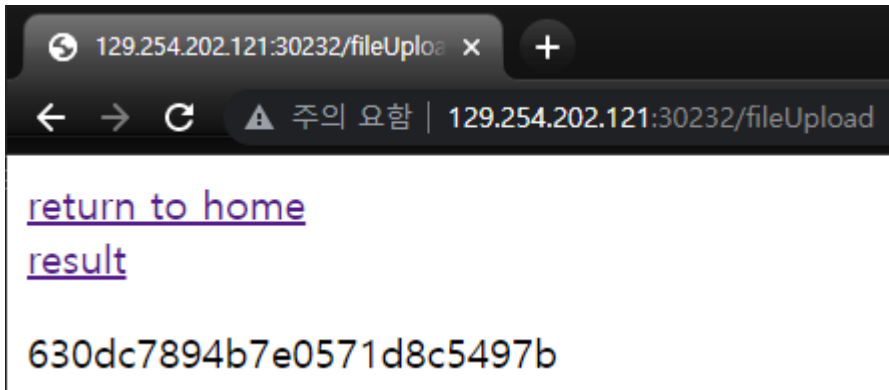 129.254.202.121:30232/fileUploa
주의 요함 129.254.202.121:30232/fileUpload
return to home
result
630dc7894b7e0571d8c5497b